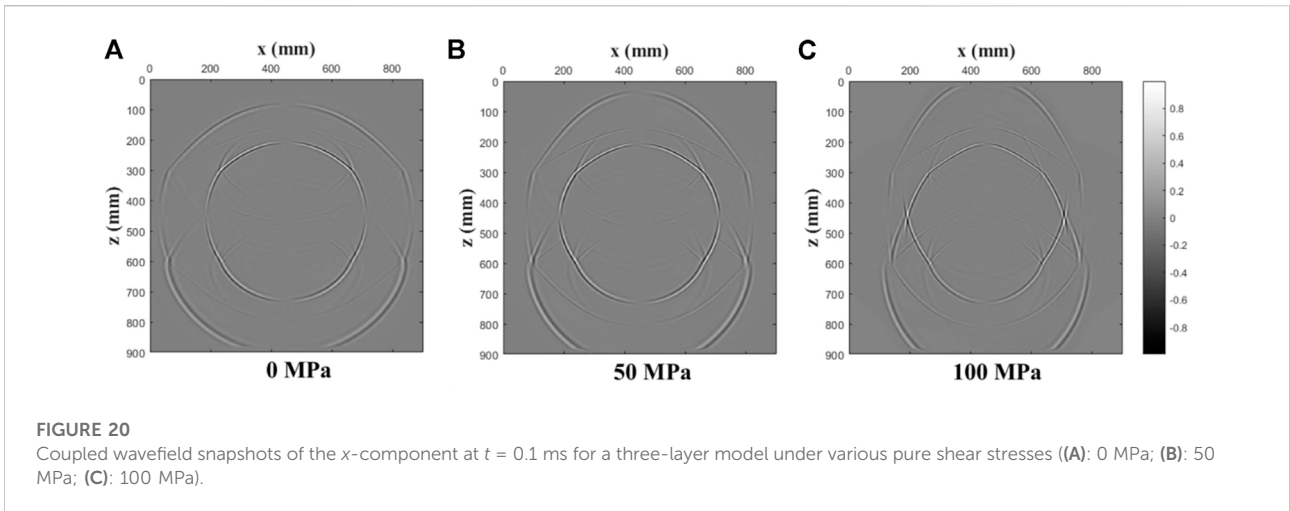 A
x (mm)
0 200 400 600 800
z (mm)
0
100
200
300
400
500
600
700
800
900
0 MPa
B
x (mm)
0 200 400 600 800
z (mm)
0
100
200
300
400
500
600
700
800
900
50 MPa
C
x (mm)
0 200 400 600 800
z (mm)
0
100
200
300
400
500
600
700
800
900
100 MPa
0.8
0.6
0.4
0.2
0
-0.2
-0.4
-0.6
-0.8
FIGURE 20
Coupled wavefield snapshots of the x-component at t = 0.1 ms for a three-layer model under various pure shear stresses ((A): 0 MPa; (B): 50
MPa; (C): 100 MPa).